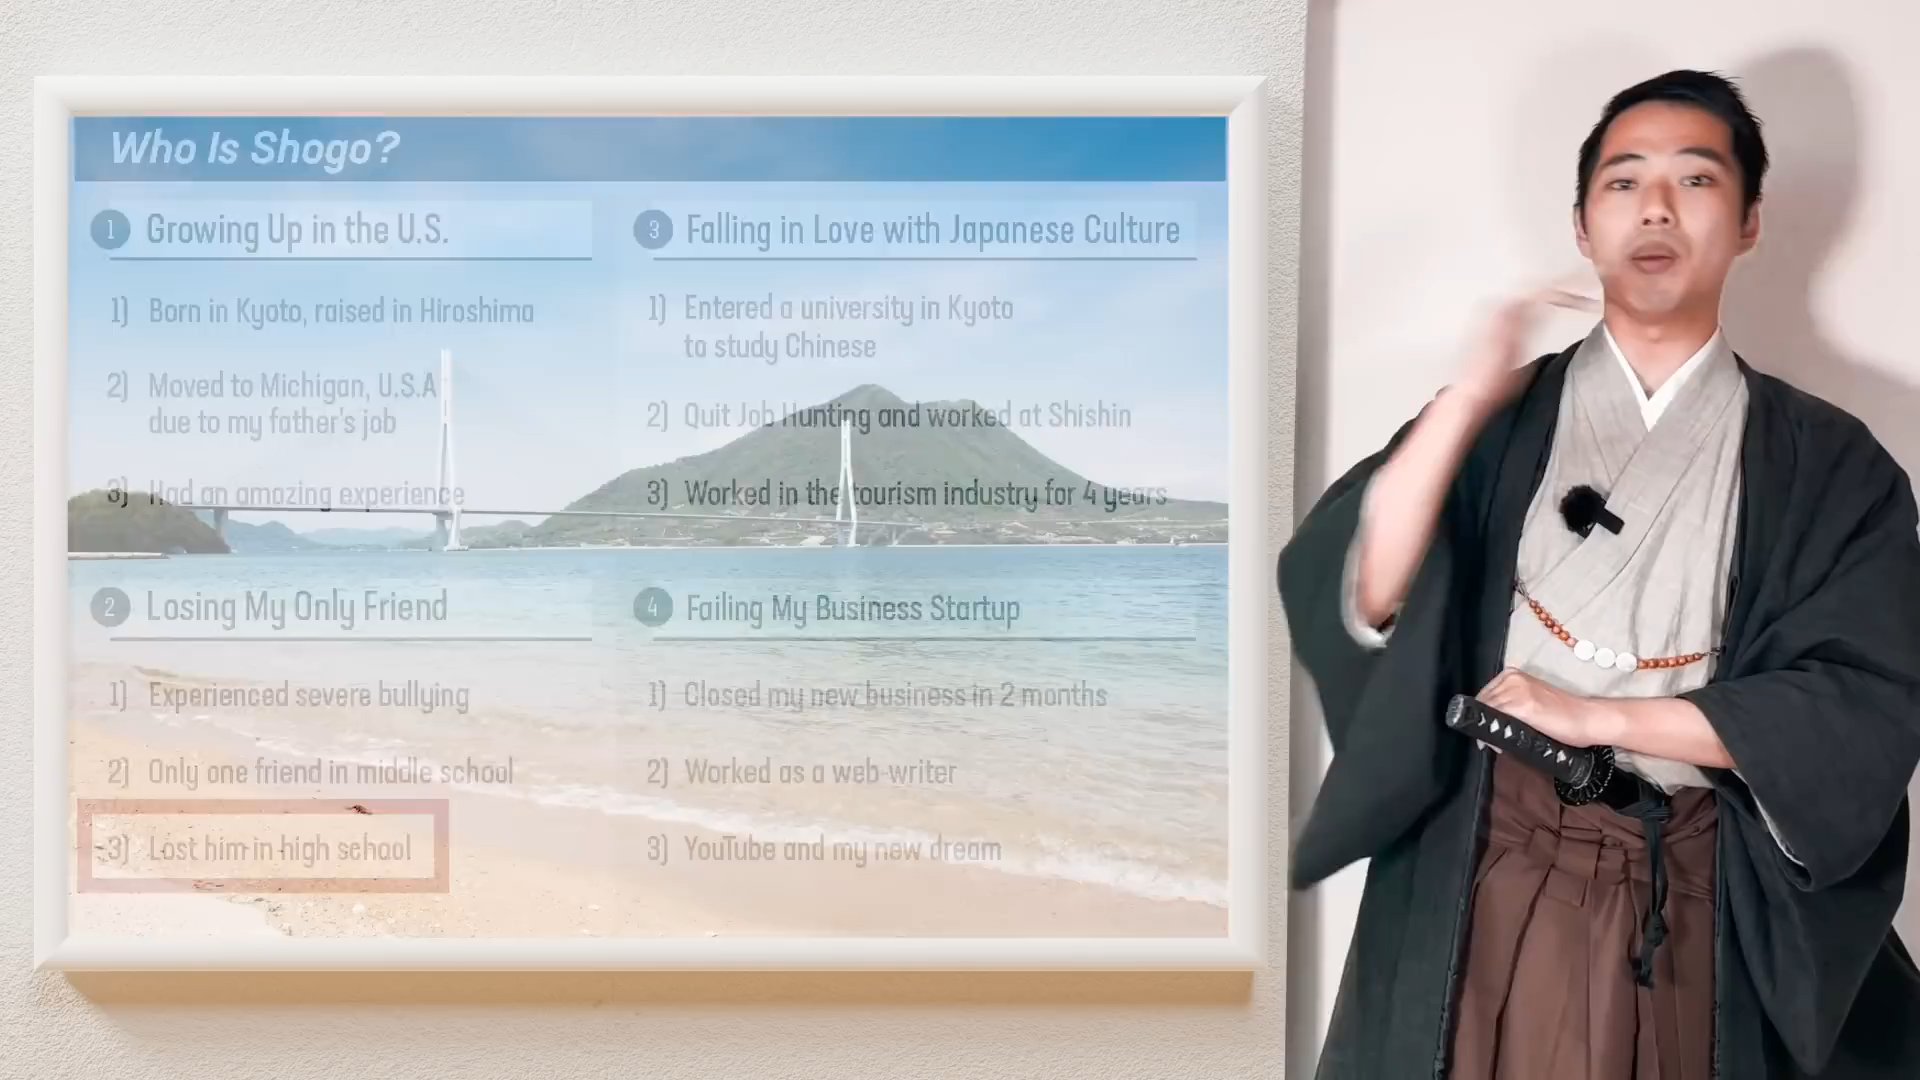 Who Is Shogo?
1 Growing Up in the U.S.
1) Born in Kyoto, raised in Hiroshima
2) Moved to Michigan, U.S.A
due to my father's job
3) Had an amazing experience
2 Losing My Only Friend
1) Experienced severe bullying
2) Only one friend in middle school
3) Lost him in high school
3 Falling in Love with Japanese Culture
1) Entered a university in Kyoto
to study Chinese
2) Quit Job Hunting and worked at Shishin
3) Worked in the tourism industry for 4 years
4 Failing My Business Startup
1) Closed my new business in 2 months
2) Worked as a web writer
3) YouTube and my new dream